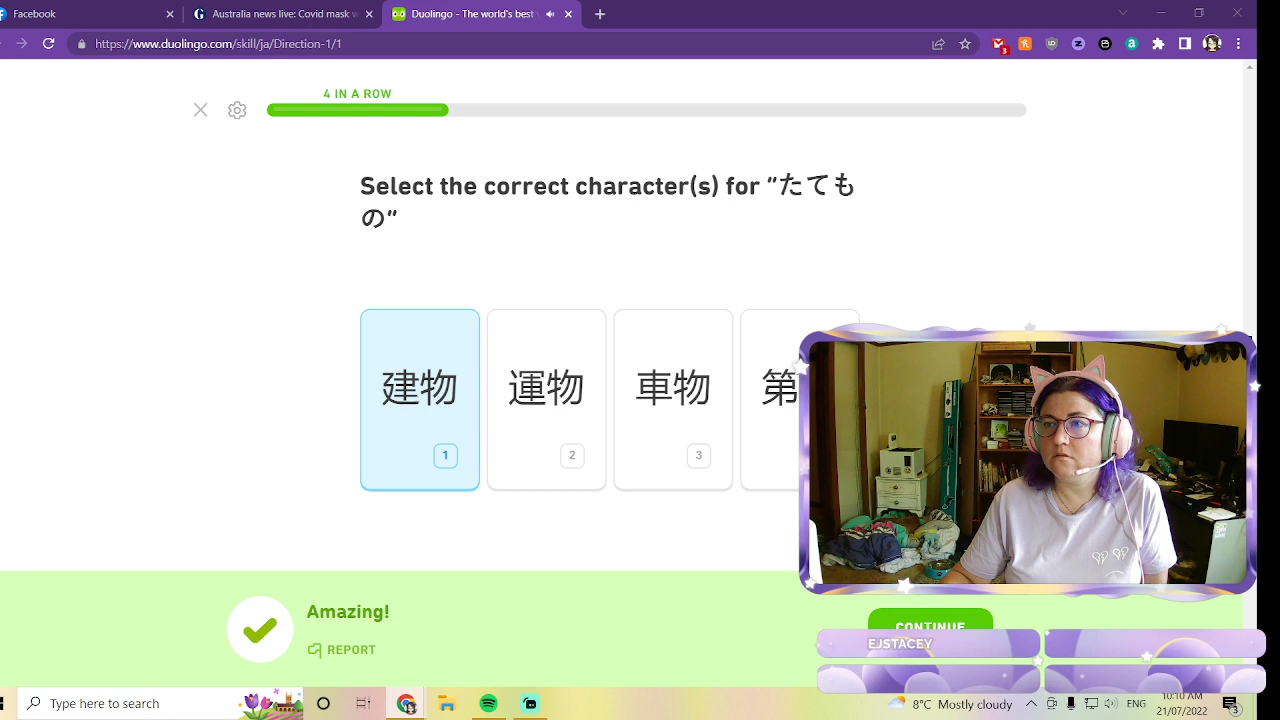 Facebook
Australia news live: Covid mask w
Duolingo - The world's best
https://www.duolingo.com/skill/ja/Direction-1/1
3
4 IN A ROW
Select the correct character(s) for "たても
の"
建物
運物
車物
第
1
2
3
Amazing!
REPORT
CONTINUE
EJSTACEY
Type here to search
8°C Mostly cloudy
ENG
10:10 AM
21/07/2022
3